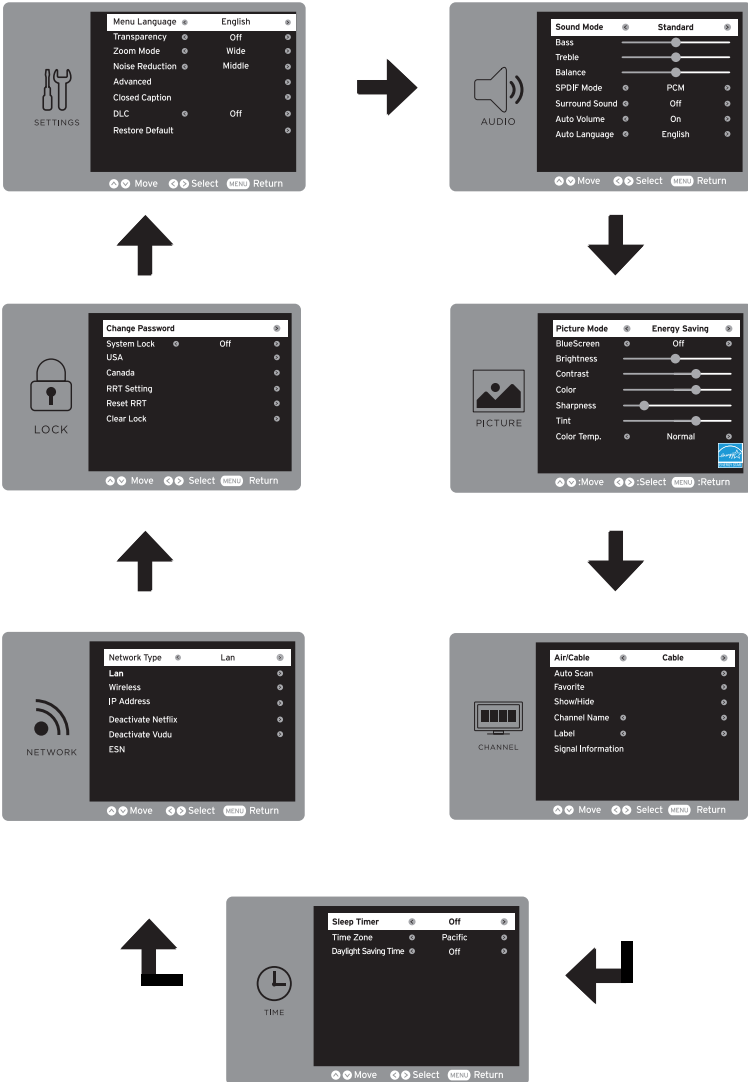 Menu Language English
Transparency Off
Zoom Mode Wide
Noise Reduction Middle
Advanced
Closed Caption
DLC Off
Restore Default
SETTINGS
Move Select MENU Return
Sound Mode Standard
Bass
Treble
Balance
SPDIF Mode PCM
Surround Sound Off
Auto Volume On
Auto Language English
AUDIO
Move Select MENU Return
Change Password
System Lock Off
USA
Canada
RRT Setting
Reset RRT
Clear Lock
LOCK
Move Select MENU Return
Picture Mode Energy Saving
BlueScreen Off
Brightness
Contrast
Color
Sharpness
Tint
Color Temp. Normal
PICTURE
ENERGY STAR
:Move :Select MENU :Return
Network Type Lan
Lan
Wireless
IP Address
Deactivate Netflix
Deactivate Vudu
ESN
NETWORK
Move Select MENU Return
Air/Cable Cable
Auto Scan
Favorite
Show/Hide
Channel Name
Label
Signal Information
CHANNEL
Move Select MENU Return
Sleep Timer Off
Time Zone Pacific
Daylight Saving Time Off
TIME
Move Select MENU Return